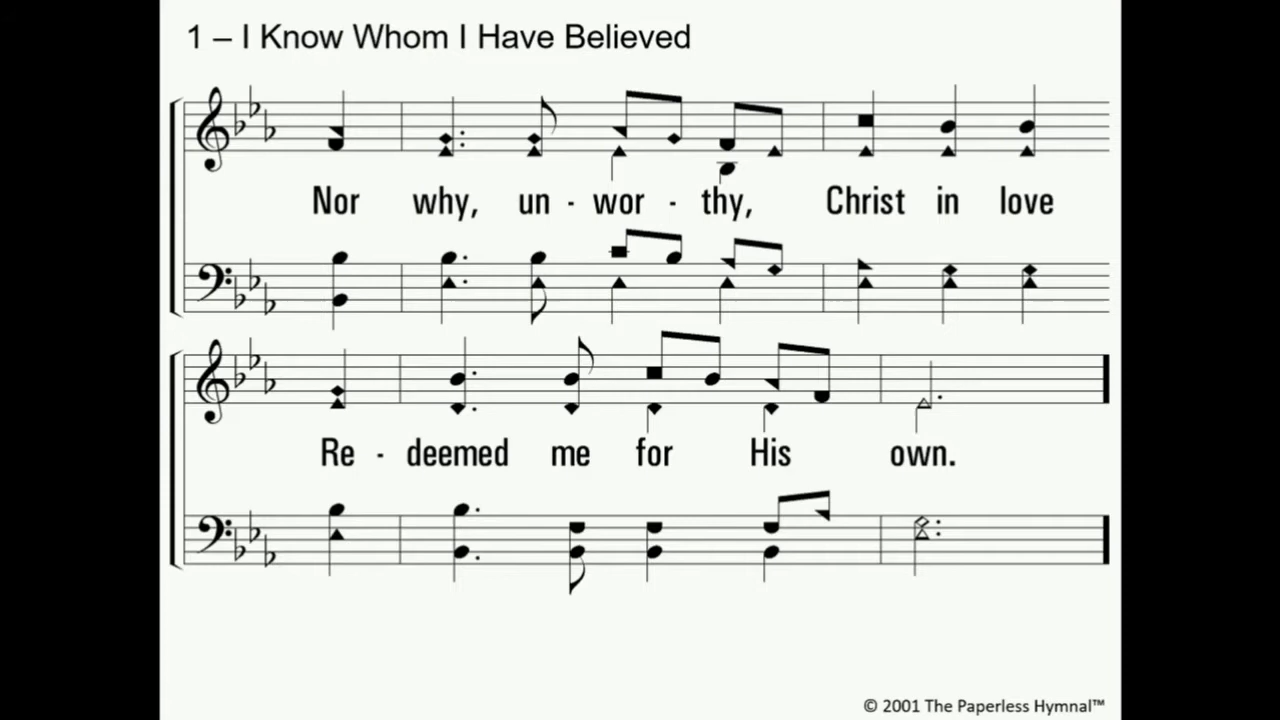 1 – I Know Whom I Have Believed
Nor why, un - wor - thy, Christ in love
Re - deemed me for His own.
© 2001 The Paperless Hymnal™